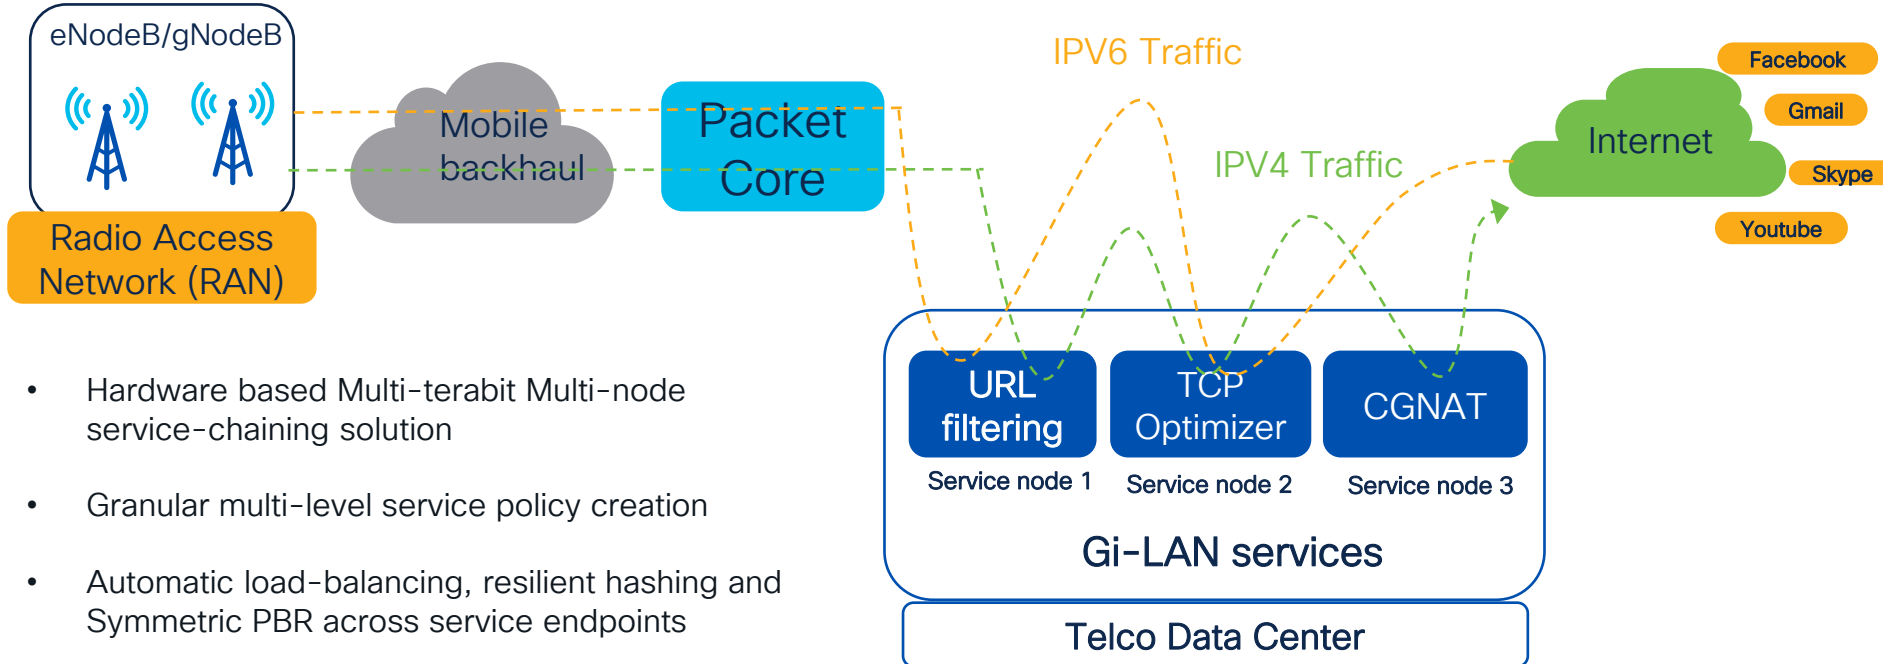 eNodeB/gNodeB
Radio Access
Network (RAN)
Mobile
backhaul
Packet
Core
IPV6 Traffic
IPV4 Traffic
Internet
Facebook
Gmail
Skype
Youtube
• Hardware based Multi-terabit Multi-node
service-chaining solution
• Granular multi-level service policy creation
• Automatic load-balancing, resilient hashing and
Symmetric PBR across service endpoints
URL
filtering
Service node 1
TCP
Optimizer
Service node 2
CGNAT
Service node 3
Gi-LAN services
Telco Data Center